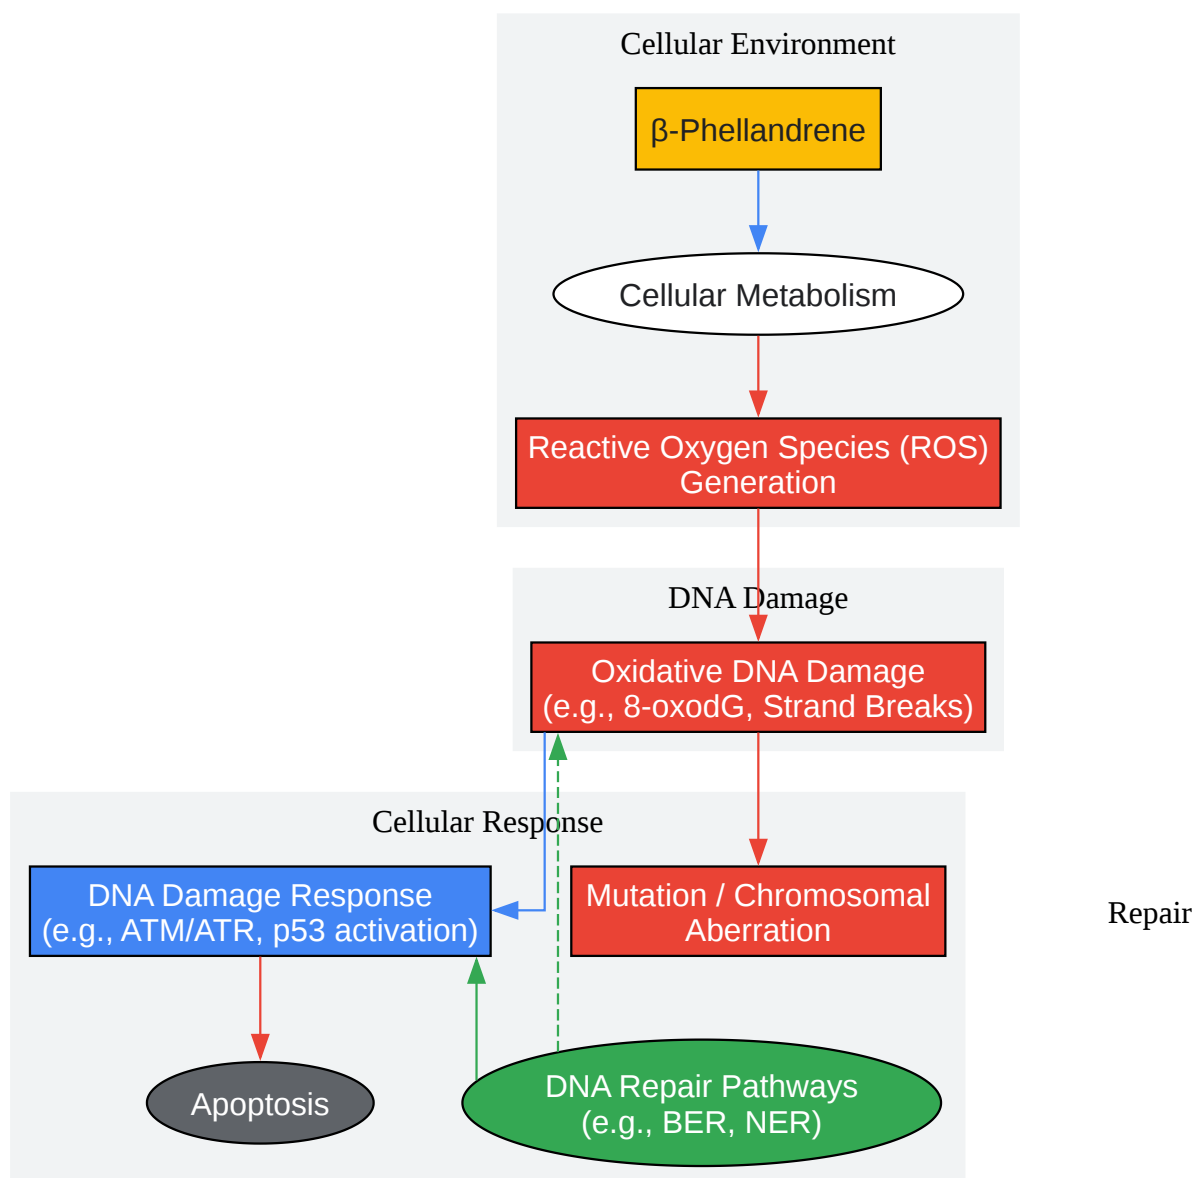 Cellular Environment
β-Phellandrene
Cellular Metabolism
Reactive Oxygen Species (ROS)
Generation
DNA Damage
Oxidative DNA Damage
(e.g., 8-oxodG, Strand Breaks)
Cellular Response
DNA Damage Response
(e.g., ATM/ATR, p53 activation)
Mutation / Chromosomal
Aberration
Repair
Apoptosis
DNA Repair Pathways
(e.g., BER, NER)